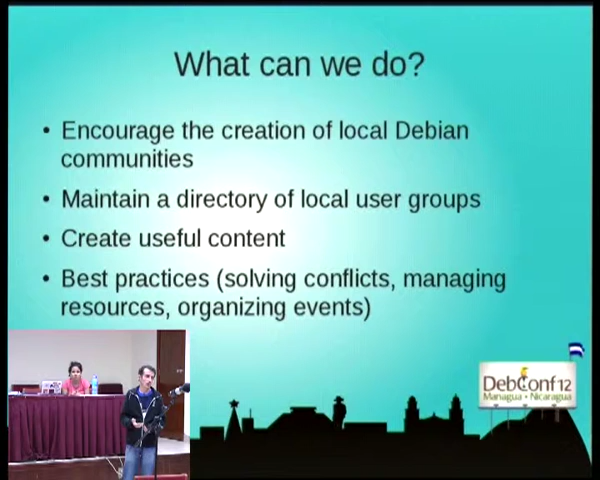 What can we do?
• Encourage the creation of local Debian
communities
• Maintain a directory of local user groups
• Create useful content
• Best practices (solving conflicts, managing
resources, organizing events)
DebConf12
Managua • Nicaragua